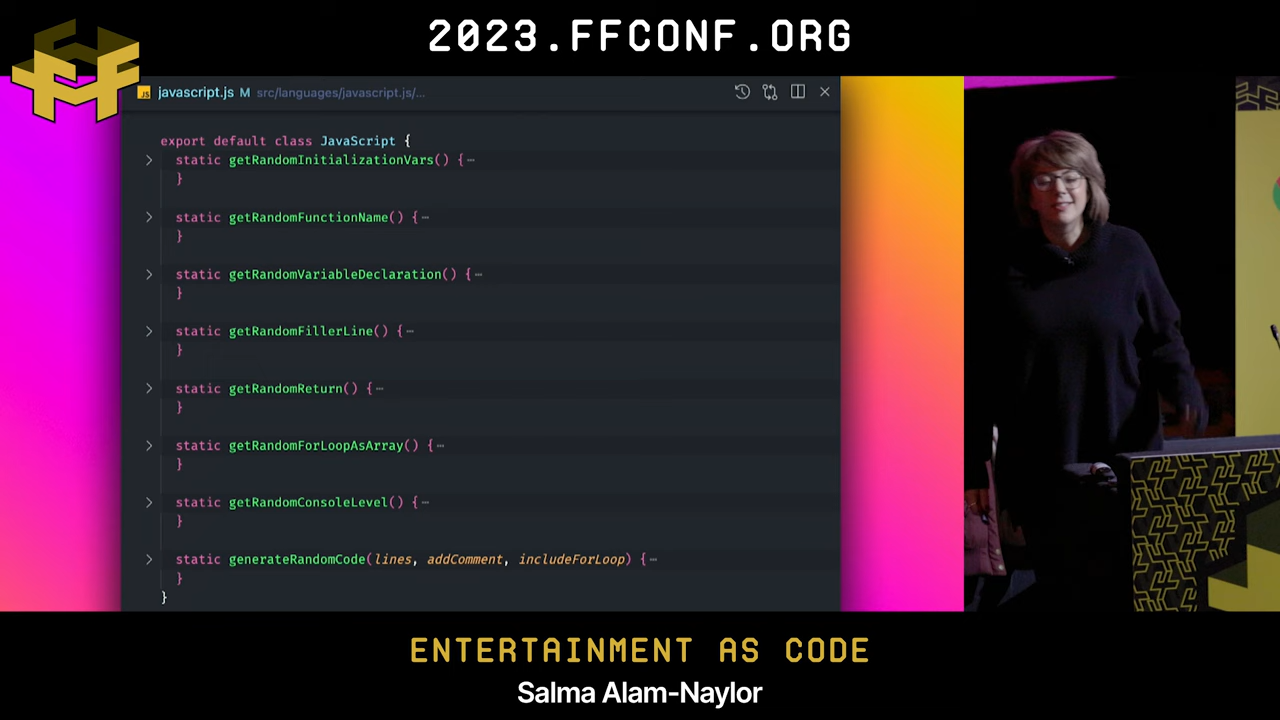 2023.FFCONF.ORG
JS javascript.js M src/languages/javascript.js/...
export default class JavaScript {
static getRandomInitializationVars() {⋯
}
static getRandomFunctionName() {⋯
}
static getRandomVariableDeclaration() {⋯
}
static getRandomFillerLine() {⋯
}
static getRandomReturn() {⋯
}
static getRandomForLoopAsArray() {⋯
}
static getRandomConsoleLevel() {⋯
}
static generateRandomCode(lines, addComment, includeForLoop) {⋯
}
}
ENTERTAINMENT AS CODE
Salma Alam-Naylor